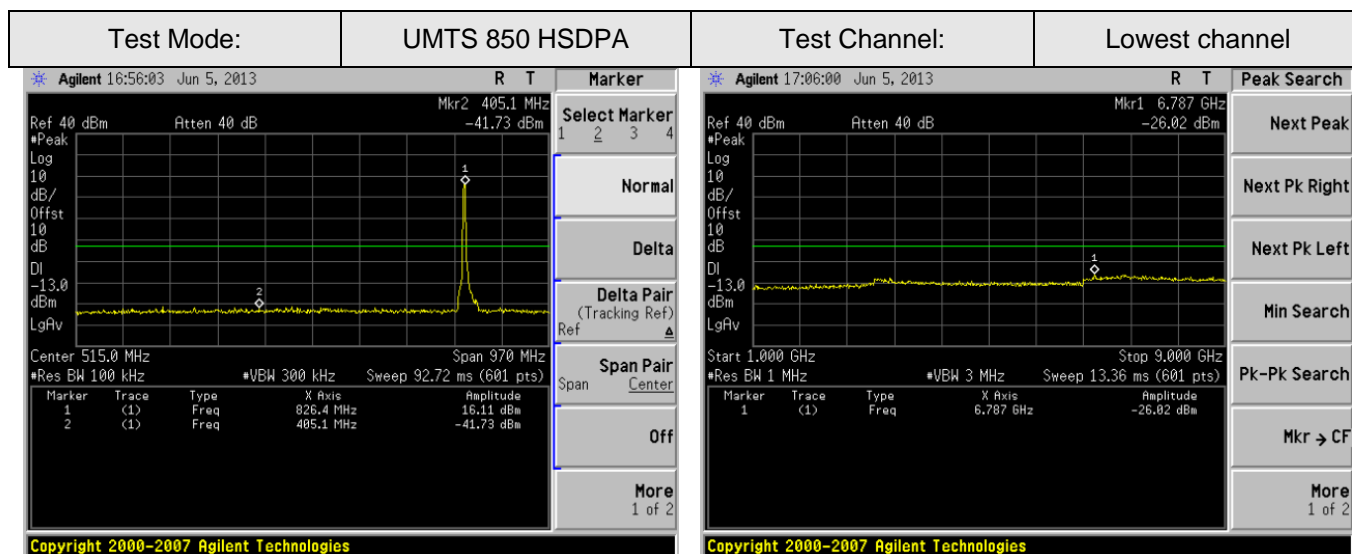 Test Mode: UMTS 850 HSDPA Test Channel: Lowest channel
Agilent 16:56:03 Jun 5, 2013 R T Marker
Mkr2 405.1 MHz
Ref 40 dBm Atten 40 dB -41.73 dBm
#Peak
Log
10
dB/
Offst
10
dB
DI
-13.0
dBm
LgAv
1
2
Center 515.0 MHz Span 970 MHz
#Res BW 100 kHz #VBW 300 kHz Sweep 92.72 ms (601 pts)
Marker Trace Type X Axis Amplitude
1 (1) Freq 826.4 MHz 16.11 dBm
2 (1) Freq 405.1 MHz -41.73 dBm
Select Marker
1 2 3 4
Normal
Delta
Delta Pair
(Tracking Ref)
Ref Δ
Span Pair
Span Center
Off
More
1 of 2
Copyright 2000-2007 Agilent Technologies
Agilent 17:06:00 Jun 5, 2013 R T Peak Search
Mkr1 6.787 GHz
Ref 40 dBm Atten 40 dB -26.02 dBm
#Peak
Log
10
dB/
Offst
10
dB
DI
-13.0
dBm
LgAv
1
Start 1.000 GHz Stop 9.000 GHz
#Res BW 1 MHz #VBW 3 MHz Sweep 13.36 ms (601 pts)
Marker Trace Type X Axis Amplitude
1 (1) Freq 6.787 GHz -26.02 dBm
Next Peak
Next Pk Right
Next Pk Left
Min Search
Pk-Pk Search
Mkr → CF
More
1 of 2
Copyright 2000-2007 Agilent Technologies